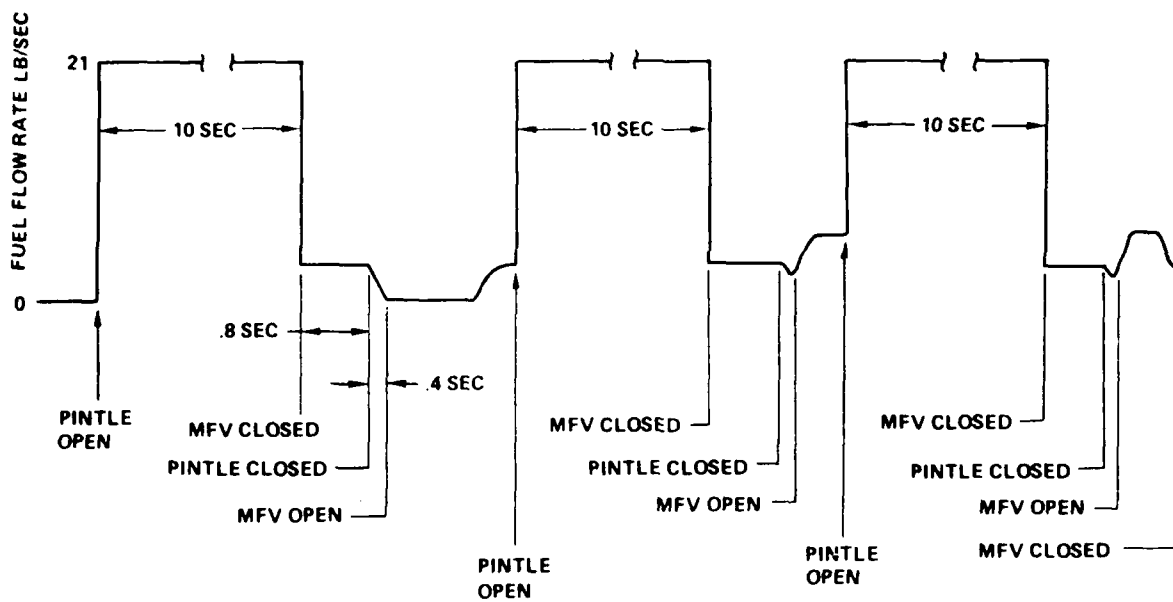 FUEL FLOW RATE LB/SEC
21
0
10 SEC
10 SEC
10 SEC
.8 SEC
.4 SEC
PINTLE
OPEN
MFV CLOSED
PINTLE CLOSED
MFV OPEN
PINTLE
OPEN
MFV CLOSED
PINTLE CLOSED
MFV OPEN
PINTLE
OPEN
MFV CLOSED
PINTLE CLOSED
MFV OPEN
MFV CLOSED